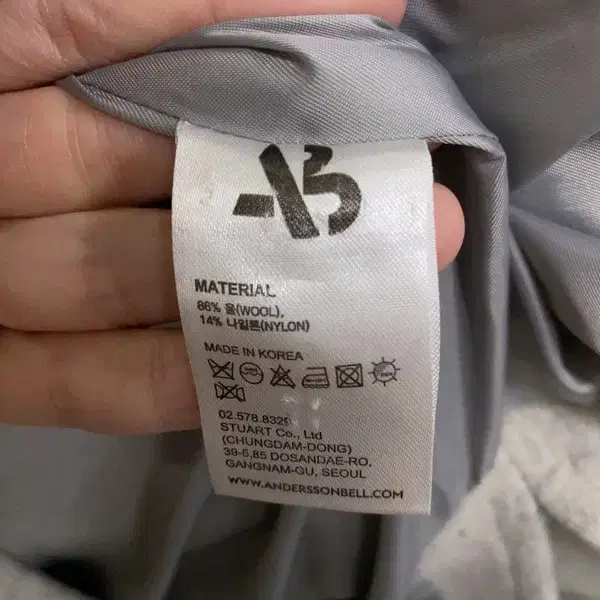 AB
MATERIAL
86% 울(WOOL),
14% 나일론(NYLON)
MADE IN KOREA
02.578.8329
STUART Co., Ltd
(CHUNGDAM-DONG)
39-5,85 DOSANDAE-RO,
GANGNAM-GU, SEOUL
WWW.ANDERSSONBELL.COM